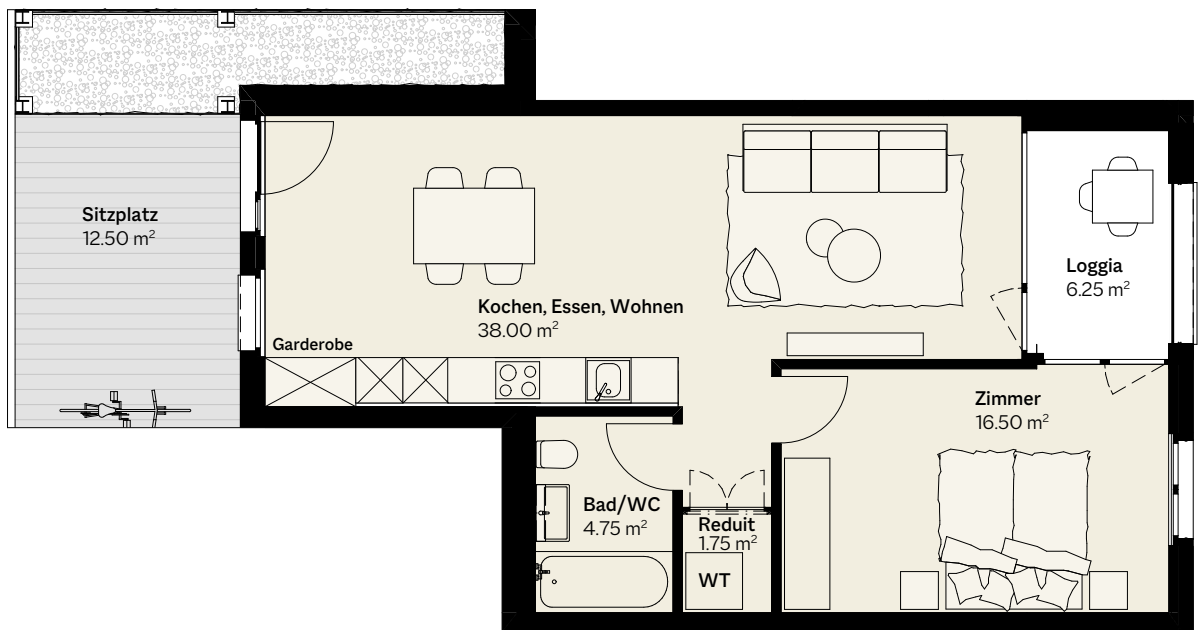 Sitzplatz
12.50 m²
Loggia
6.25 m²
Kochen, Essen, Wohnen
38.00 m²
Garderobe
Zimmer
16.50 m²
Bad/WC
4.75 m²
Reduit
1.75 m²
WT